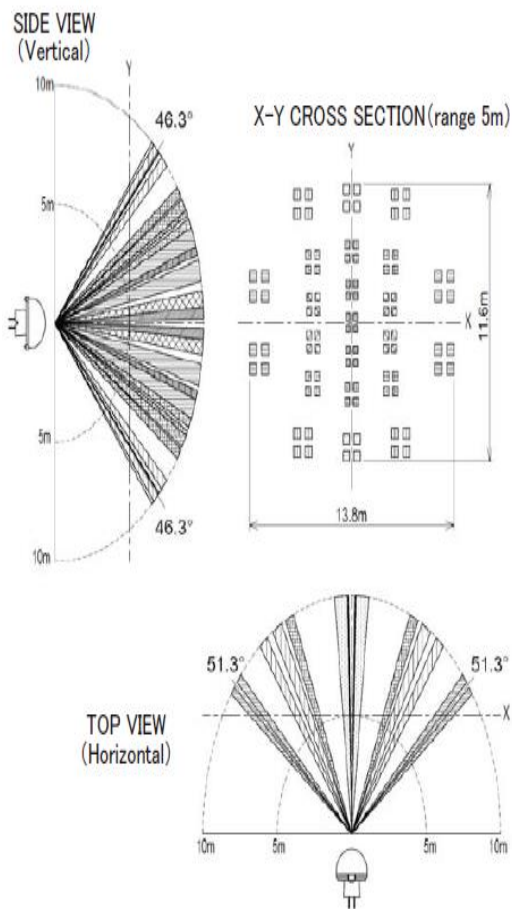 SIDE VIEW
(Vertical)
Y
10m
46.3°
5m
5m
46.3°
10m
X-Y CROSS SECTION(range 5m)
Y
X
11.6m
13.8m
51.3°
51.3°
X
TOP VIEW
(Horizontal)
10m
5m
5m
10m